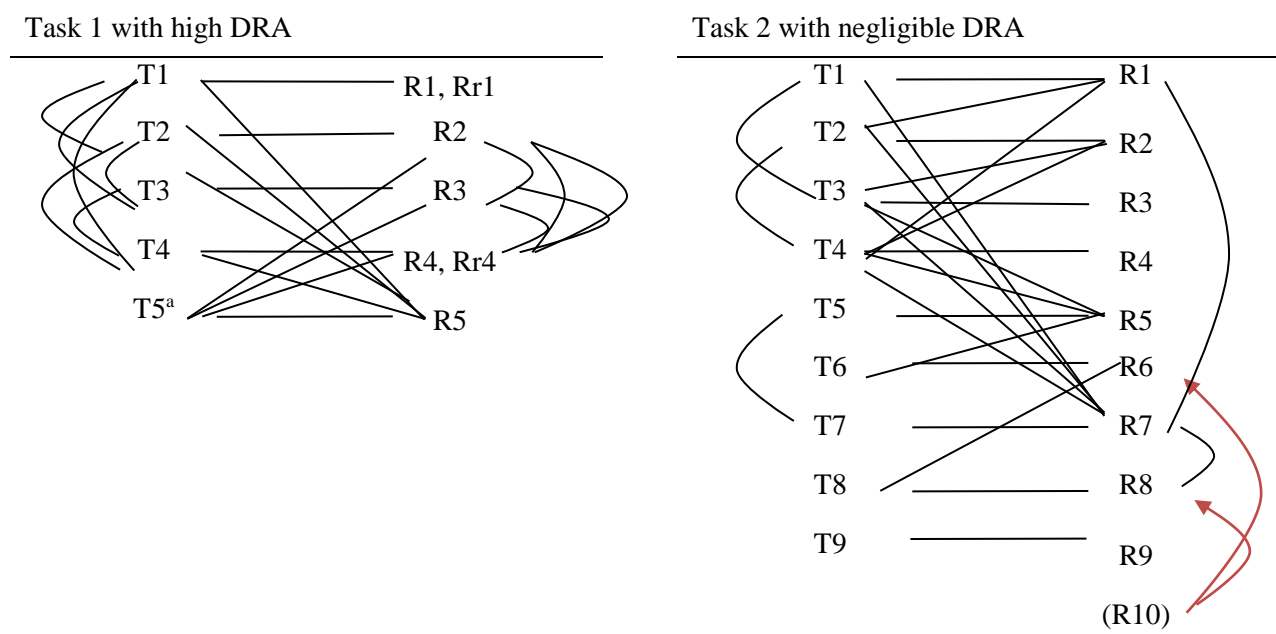 Task 1 with high DRA
T1 R1, Rr1
T2 R2
T3 R3
T4 R4, Rr4
T5ᵃ R5
Task 2 with negligible DRA
T1 R1
T2 R2
T3 R3
T4 R4
T5 R5
T6 R6
T7 R7
T8 R8
T9 R9
(R10)